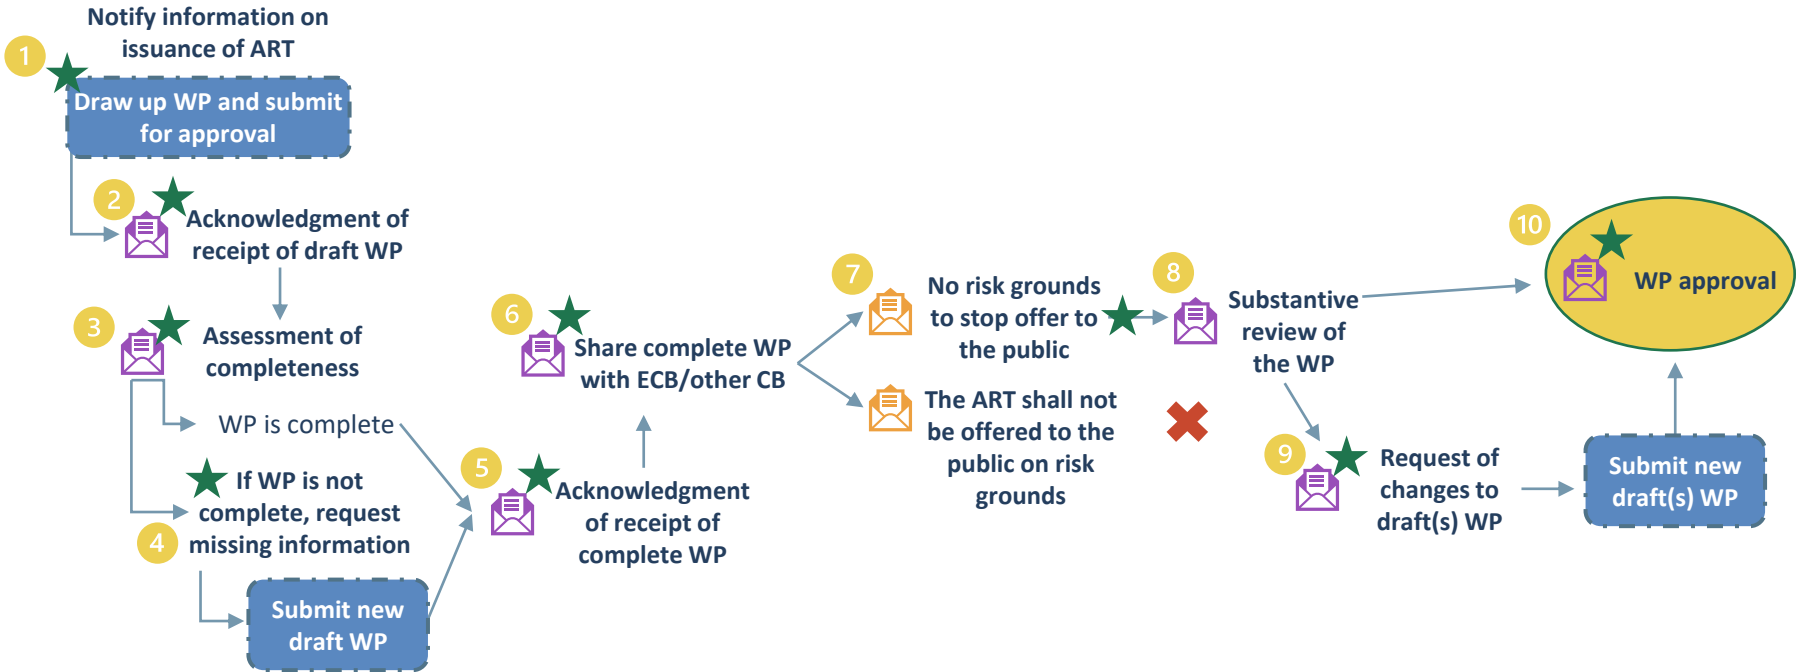 Notify information on
issuance of ART
1
Draw up WP and submit
for approval
2
Acknowledgment of
receipt of draft WP
3
Assessment of
completeness
WP is complete
If WP is not
complete, request
missing information
4
Submit new
draft WP
5
Acknowledgment
of receipt of
complete WP
6
Share complete WP
with ECB/other CB
7
No risk grounds
to stop offer to
the public
The ART shall not
be offered to the
public on risk
grounds
8
Substantive
review of
the WP
9
Request of
changes to
draft(s) WP
Submit new
draft(s) WP
10
WP approval